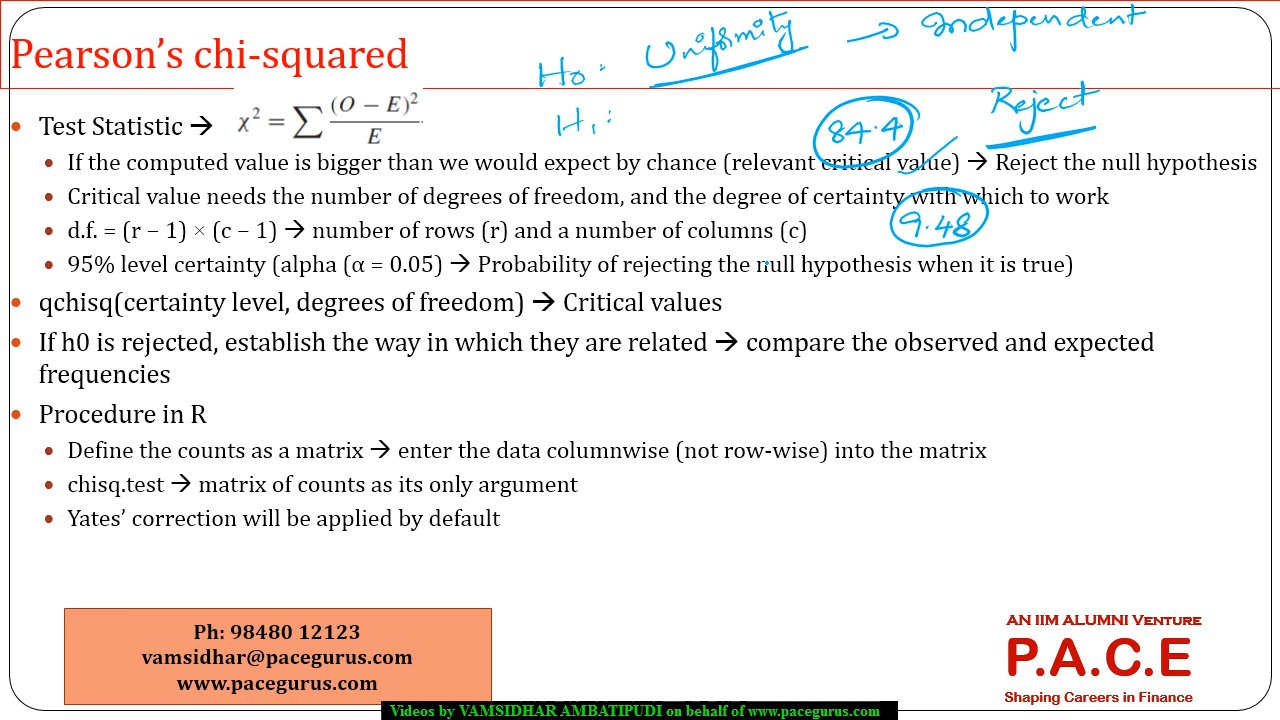 Pearson's chi-squared
H0: Uniformity → Independent
H1:
84.4
Reject
• Test Statistic → χ² = ∑ (O − E)² / E
• If the computed value is bigger than we would expect by chance (relevant critical value) → Reject the null hypothesis
• Critical value needs the number of degrees of freedom, and the degree of certainty with which to work
9.48
• d.f. = (r – 1) × (c – 1) → number of rows (r) and a number of columns (c)
• 95% level certainty (alpha (α = 0.05) → Probability of rejecting the null hypothesis when it is true)
• qchisq(certainty level, degrees of freedom) → Critical values
• If h0 is rejected, establish the way in which they are related → compare the observed and expected
frequencies
• Procedure in R
• Define the counts as a matrix → enter the data columnwise (not row-wise) into the matrix
• chisq.test → matrix of counts as its only argument
• Yates' correction will be applied by default
Ph: 98480 12123
vamsidhar@pacegurus.com
www.pacegurus.com
AN IIM ALUMNI VENTURE
P.A.C.E
Shaping Careers in Finance
Videos by VAMSIDHAR AMBATIPUDI on behalf of www.pacegurus.com